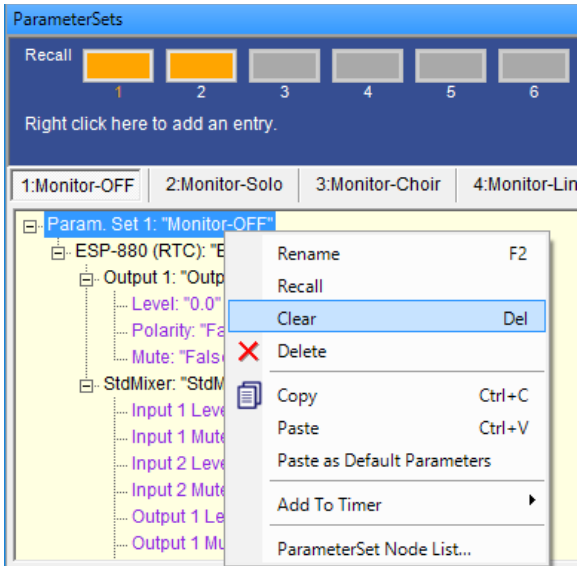 ParameterSets
Recall
1 2 3 4 5 6
Right click here to add an entry.
1:Monitor-OFF 2:Monitor-Solo 3:Monitor-Choir 4:Monitor-Lin
Param. Set 1: "Monitor-OFF"
ESP-880 (RTC): "E
Output 1: "Outp
Level: "0.0"
Polarity: "Fa
Mute: "False
StdMixer: "StdM
Input 1 Leve
Input 1 Mute
Input 2 Leve
Input 2 Mute
Output 1 Le
Output 1 Mu
Rename F2
Recall
Clear Del
Delete
Copy Ctrl+C
Paste Ctrl+V
Paste as Default Parameters
Add To Timer
ParameterSet Node List...